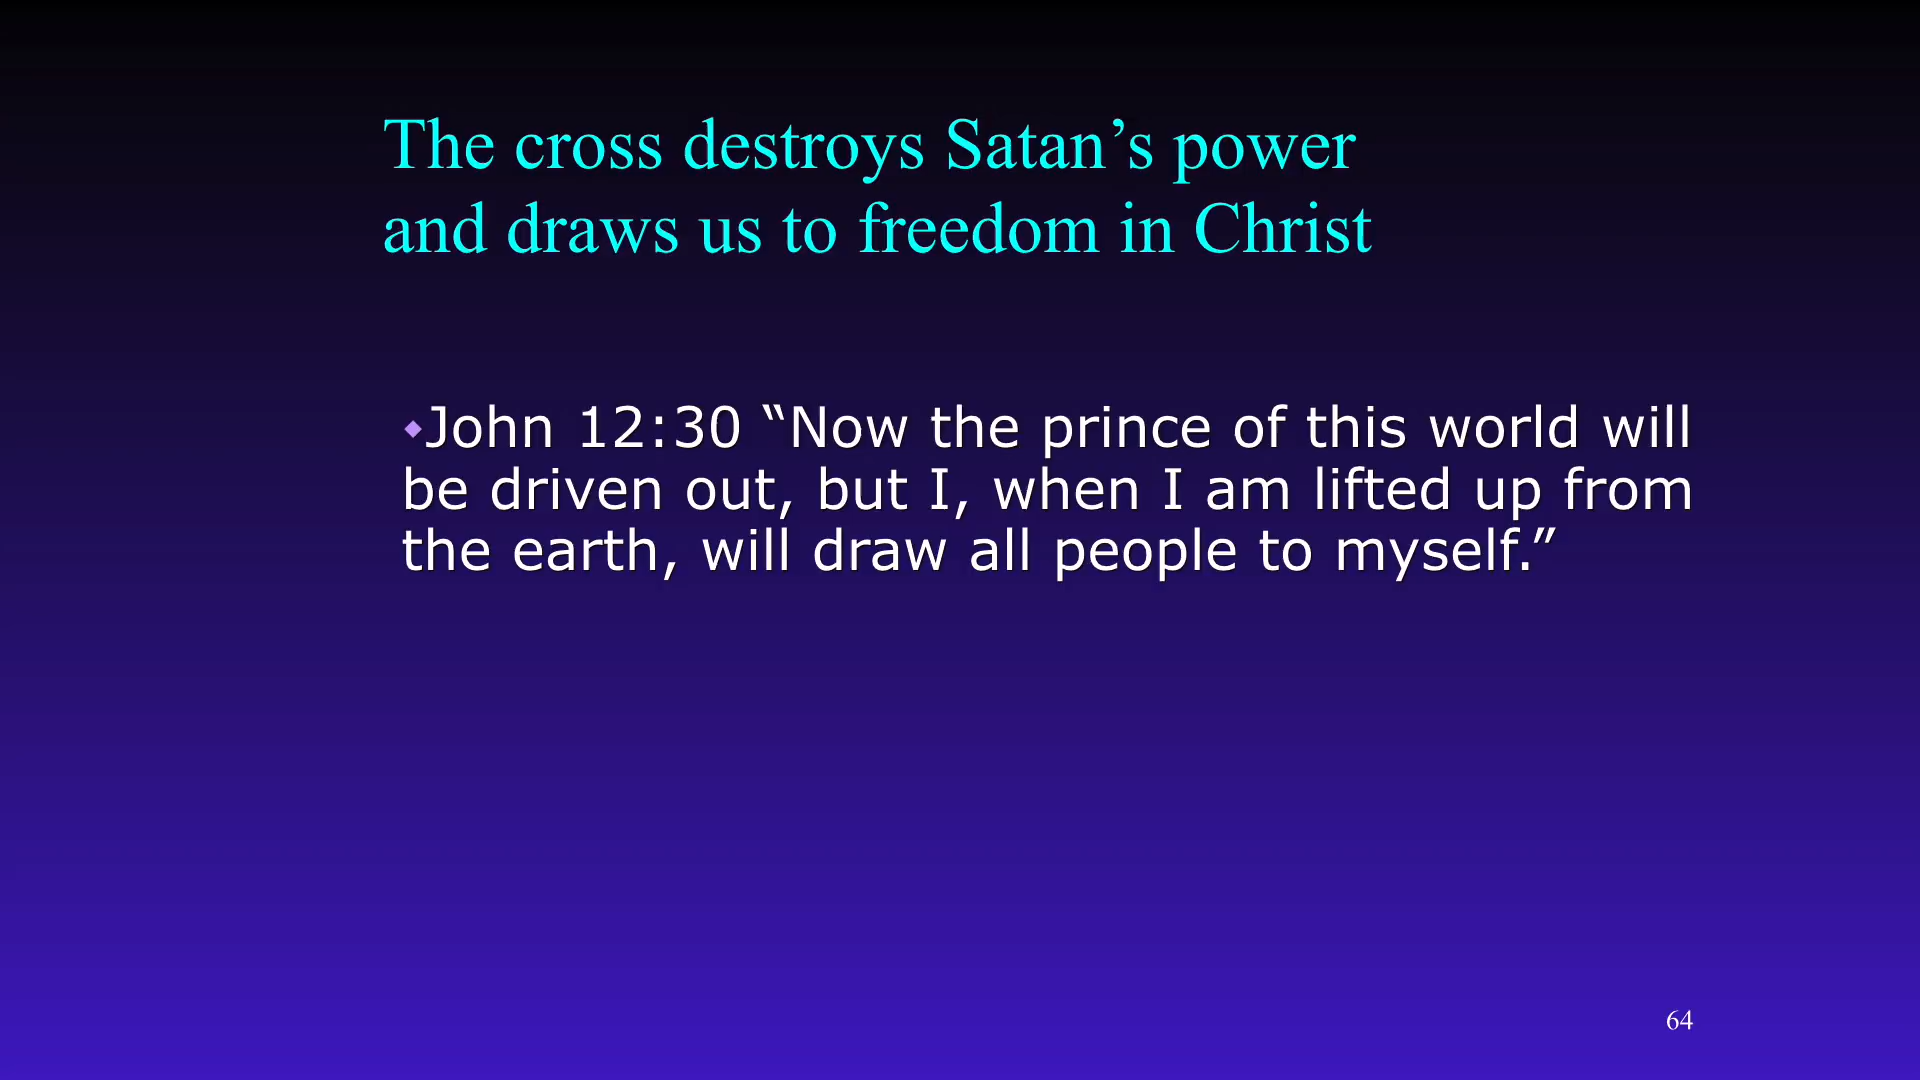 The cross destroys Satan’s power
and draws us to freedom in Christ
◆John 12:30 “Now the prince of this world will
be driven out, but I, when I am lifted up from
the earth, will draw all people to myself.”
64